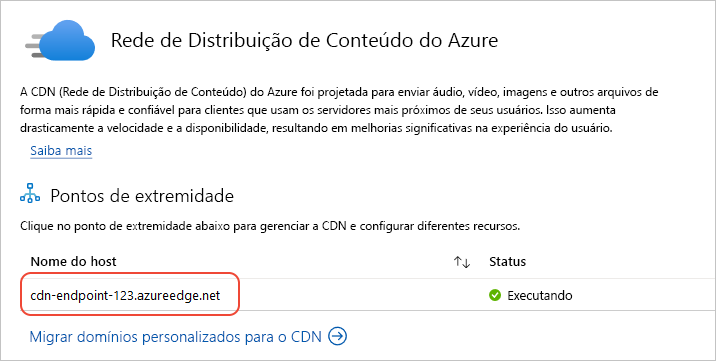 Rede de Distribuição de Conteúdo do Azure
A CDN (Rede de Distribuição de Conteúdo) do Azure foi projetada para enviar áudio, vídeo, imagens e outros arquivos de
forma mais rápida e confiável para clientes que usam os servidores mais próximos de seus usuários. Isso aumenta
drasticamente a velocidade e a disponibilidade, resultando em melhorias significativas na experiência do usuário.
Saiba mais
Pontos de extremidade
Clique no ponto de extremidade abaixo para gerenciar a CDN e configurar diferentes recursos.
Nome do host Status
cdn-endpoint-123.azureedge.net Executando
Migrar domínios personalizados para o CDN